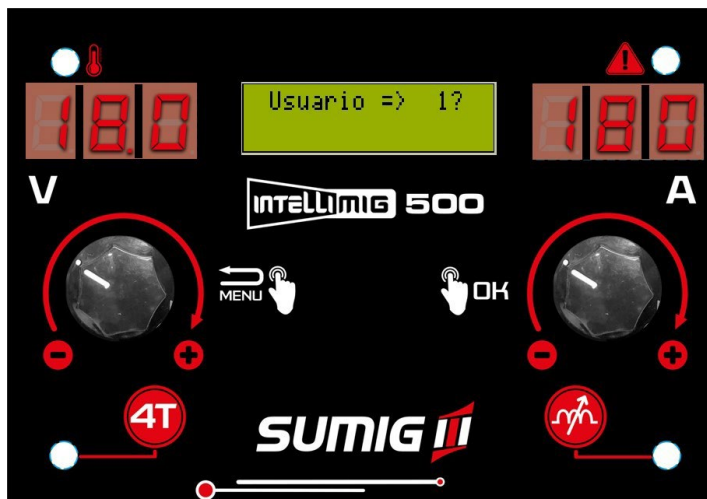 18.0
Usuario => 1?
180
V
INTELLIMIG 500
A
MENU
OK
4T
SUMIG